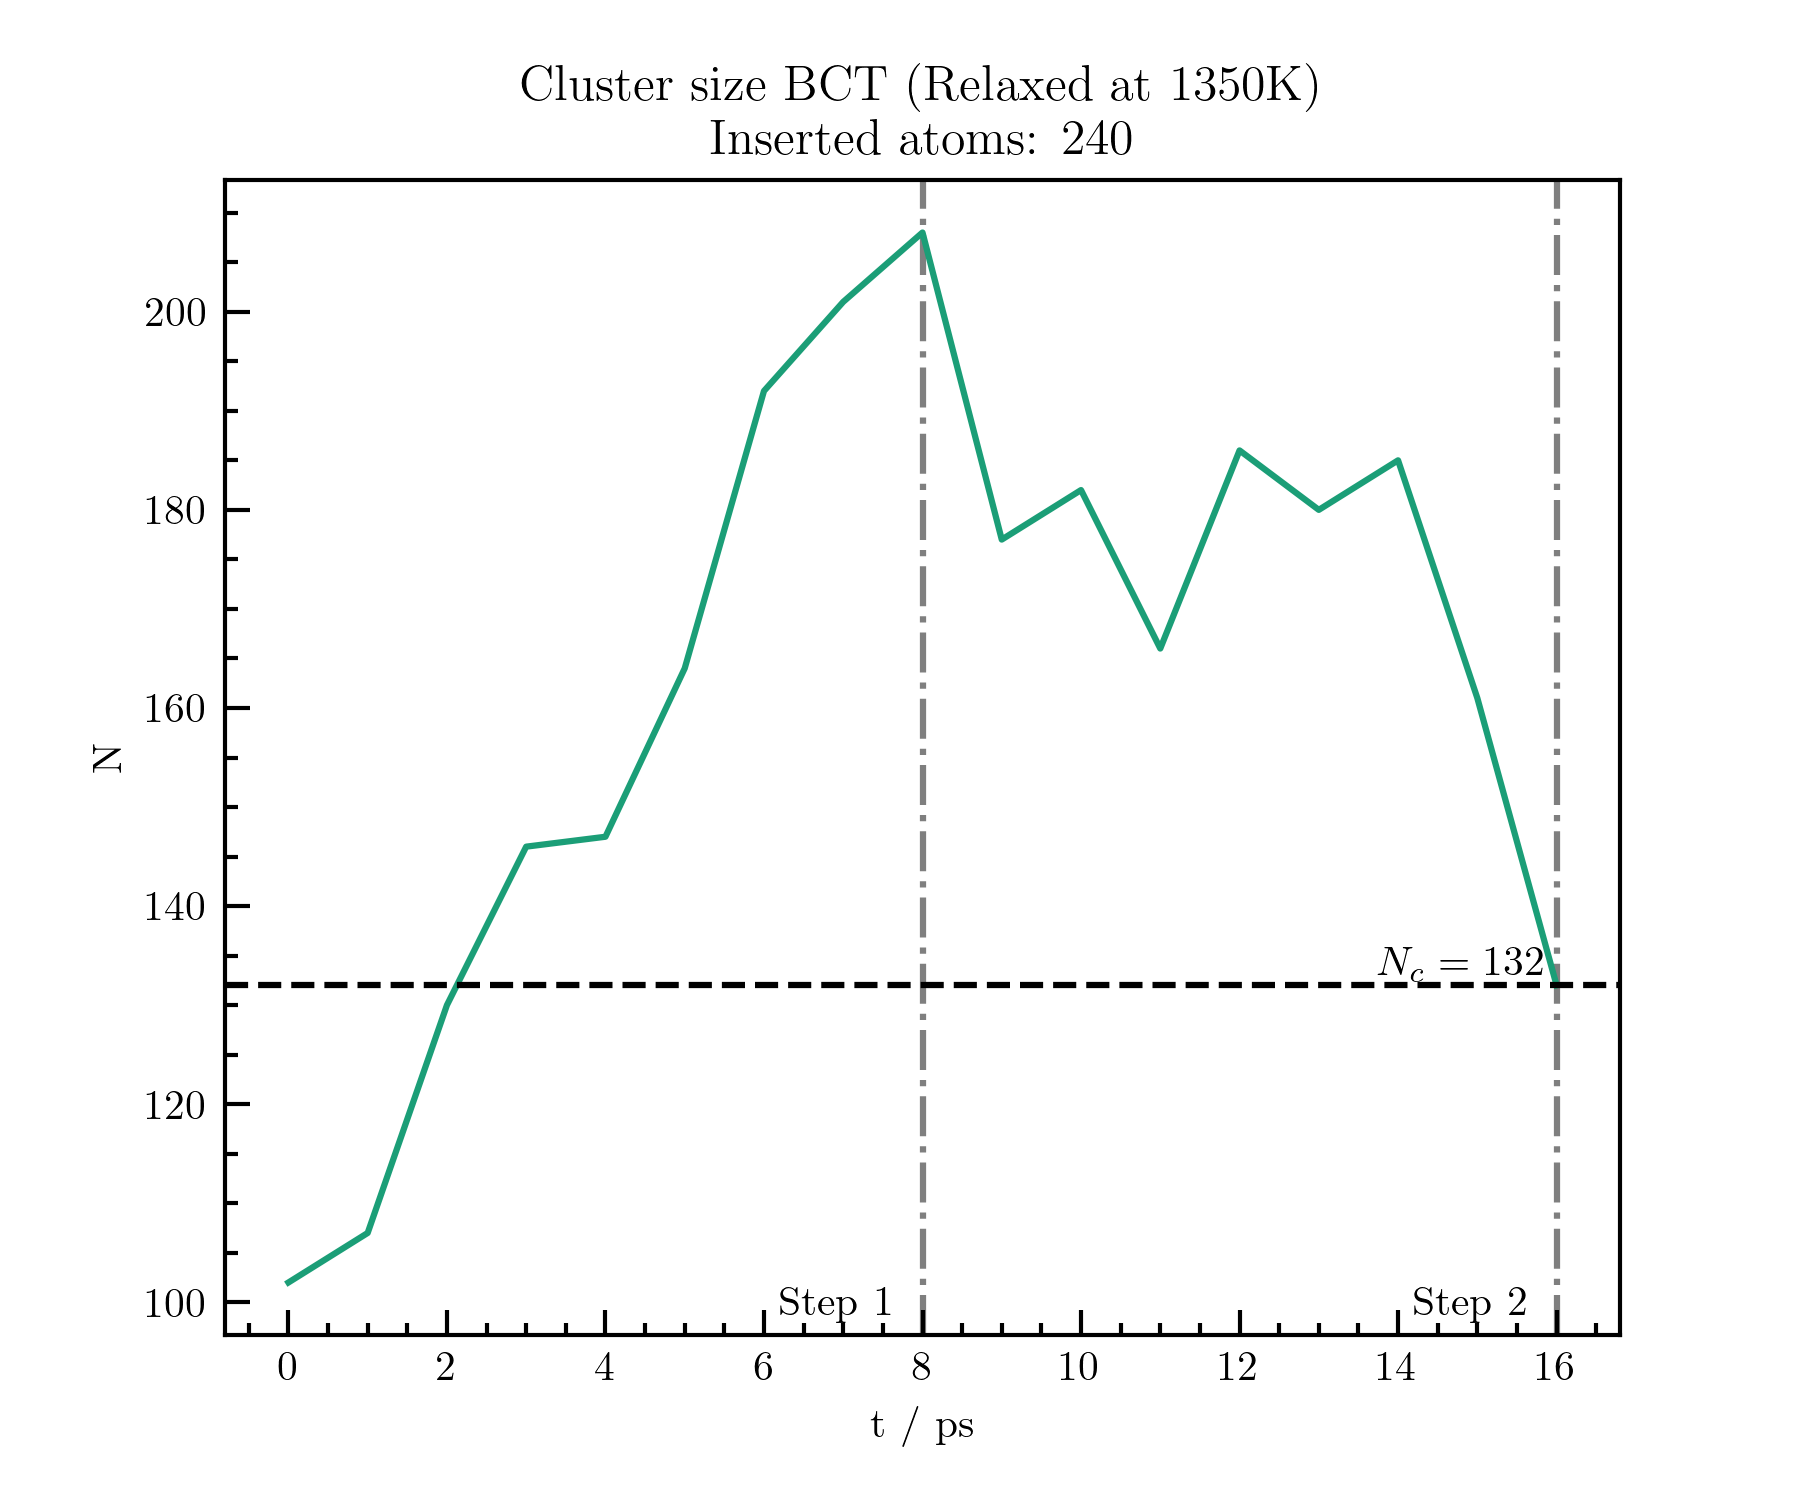 Cluster size BCT (Relaxed at 1350K)
Inserted atoms: 240
200
180
160
140
120
100
N
N_c = 132
Step 1
Step 2
0 2 4 6 8 10 12 14 16
t / ps